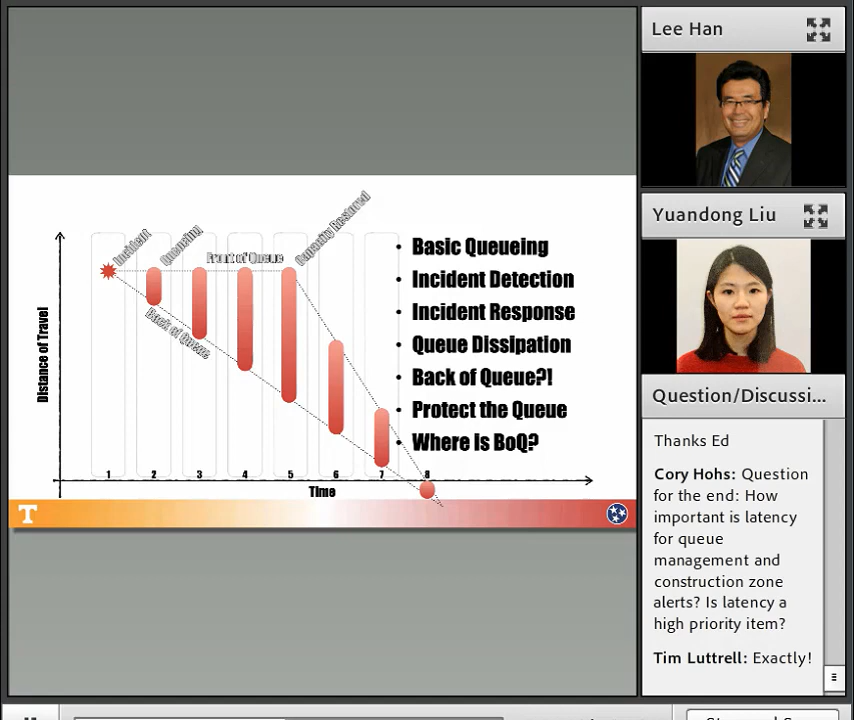 Lee Han
Yuandong Liu
Question/Discussi...
Thanks Ed
Cory Hohs: Question
for the end: How
important is latency
for queue
management and
construction zone
alerts? Is latency a
high priority item?
Tim Luttrell: Exactly!
Incident
Queueing
Front of Queue
Capacity Restored
Back of Queue
Distance of Travel
1 2 3 4 5 6 7 8
Time
• Basic Queueing
• Incident Detection
• Incident Response
• Queue Dissipation
• Back of Queue?!
• Protect the Queue
• Where Is BoQ?
T